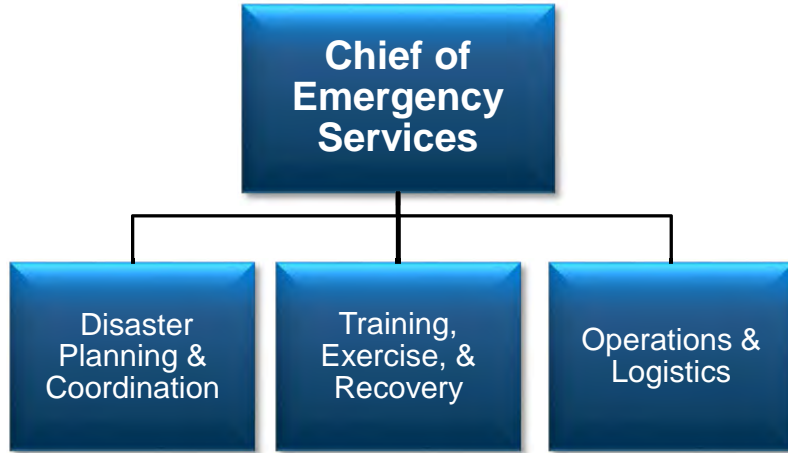 Chief of
Emergency
Services
Disaster
Planning &
Coordination
Training,
Exercise, &
Recovery
Operations &
Logistics